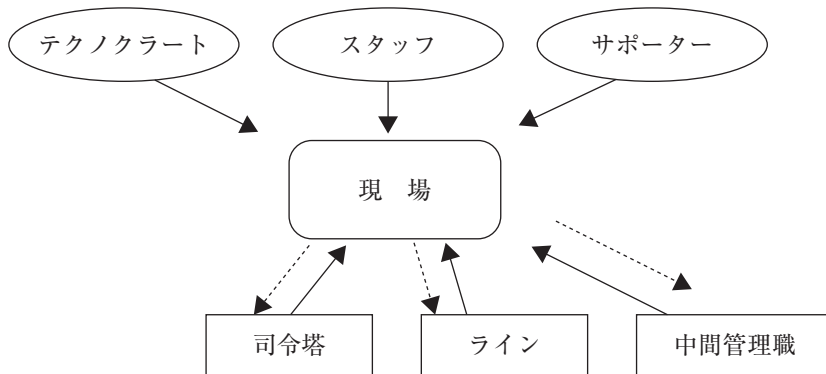 テクノクラート
スタッフ
サポーター
現　場
司令塔
ライン
中間管理職